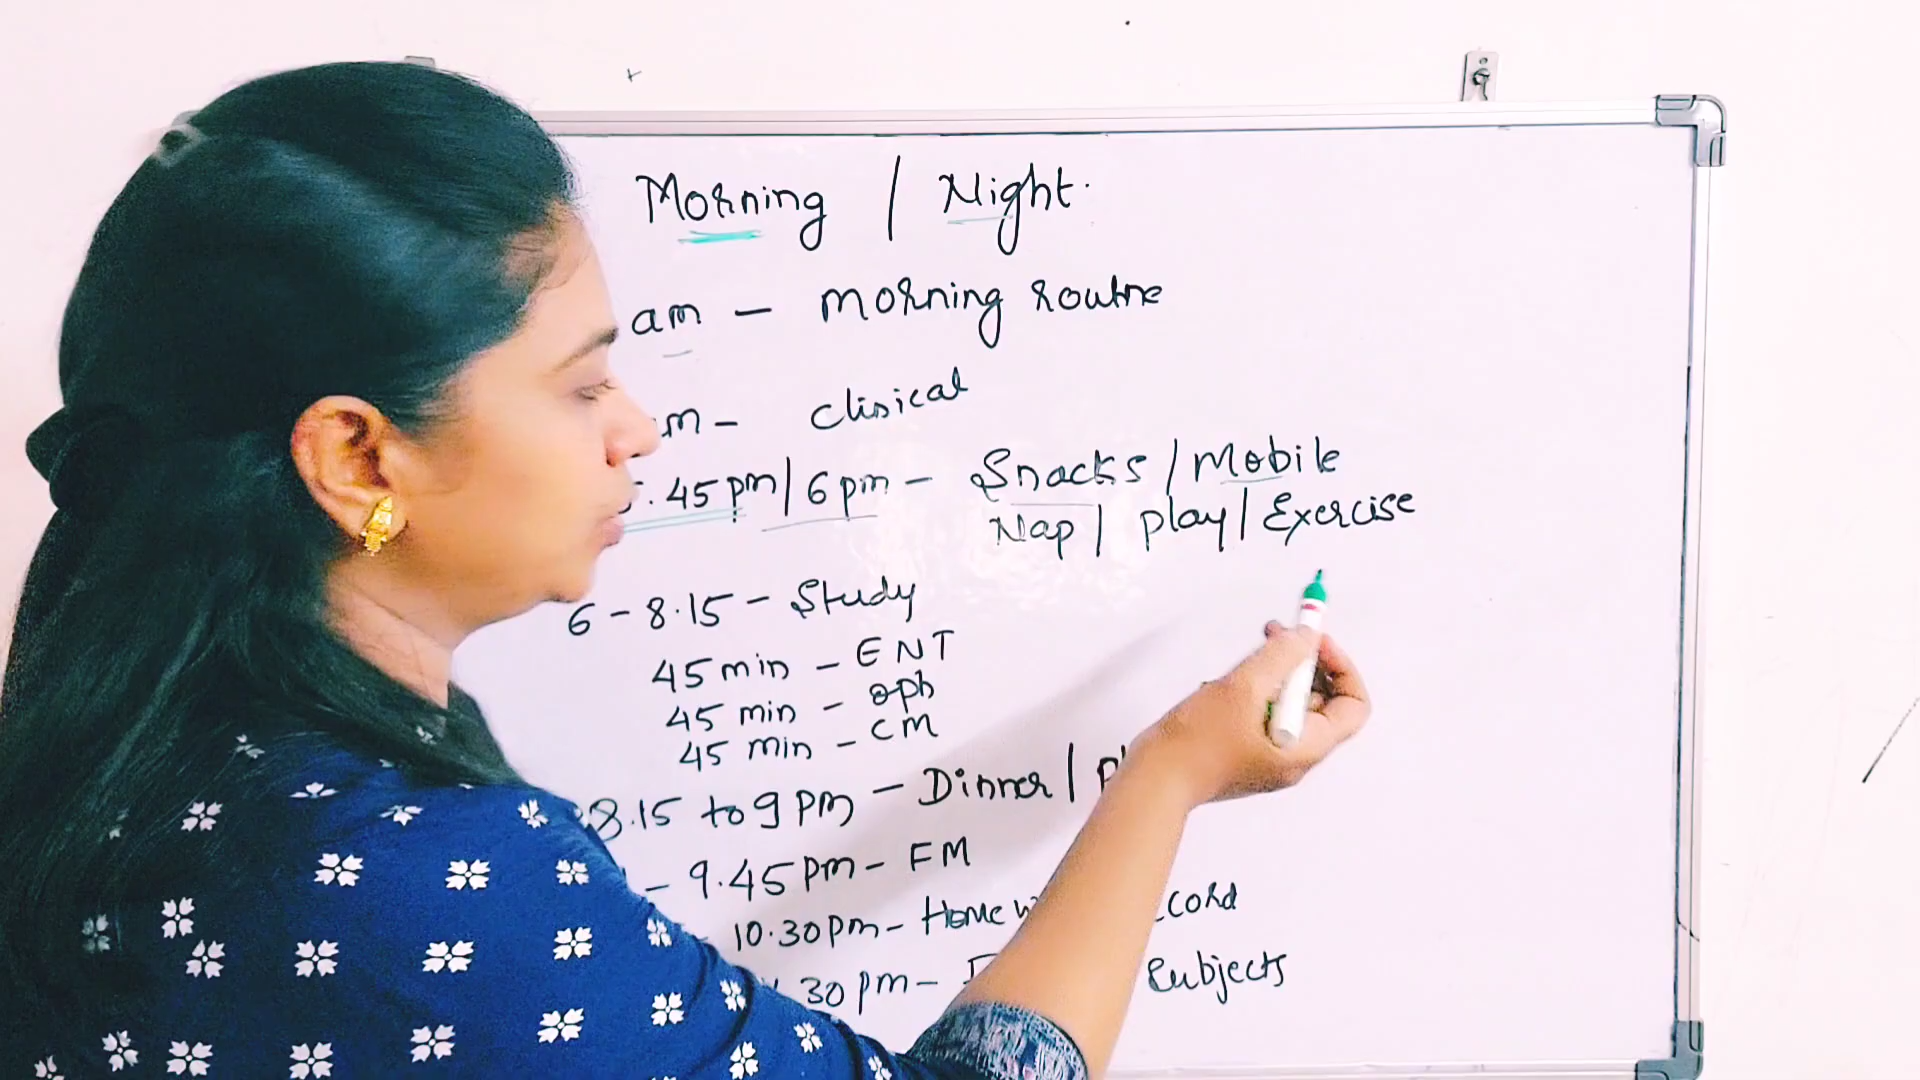 Morning / Night.
am - morning routine
m - clinical
.45 pm / 6 pm - Snacks / Mobile
Nap / Play / Exercise
6 - 8.15 - Study
45 min - ENT
45 min - oph
45 min - CM
8.15 to 9 PM - Dinner /
- 9.45 PM - FM
- 10.30 pm - Home
30 pm - Subjects